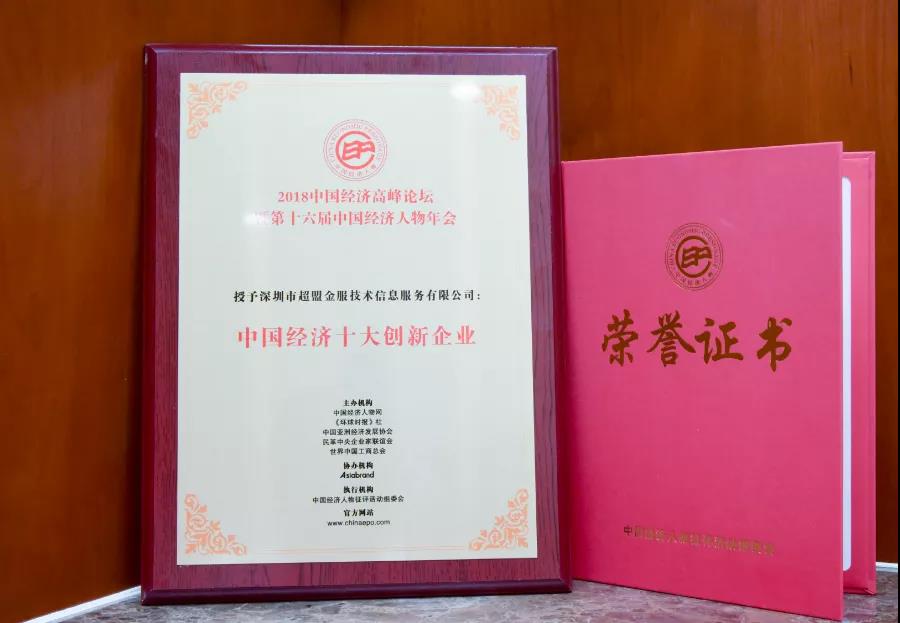 2018中国经济高峰论坛
暨第十六届中国经济人物年会
授予深圳市超盟金服技术信息服务有限公司：
中国经济十大创新企业
主办机构
中国经济人物网
《环球时报》社
中国亚洲经济发展协会
民革中央企业家联谊会
世界中国工商总会
协办机构
Asiabrand
执行机构
中国经济人物征评活动组委会
官方网站
www.chinaepo.com
荣誉证书
中国经济人物征评活动组委会